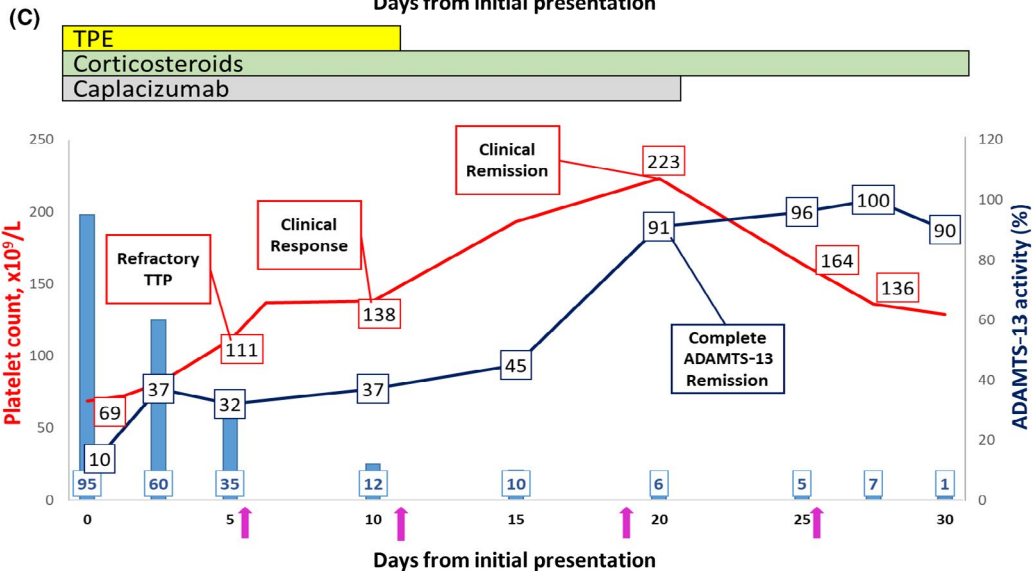 Days from initial presentation
(C)
TPE
Corticosteroids
Caplacizumab
250
200
150
100
50
0
Platelet count, x10⁹/L
120
100
80
60
40
20
0
ADAMTS-13 activity (%)
Refractory
TTP
Clinical
Response
Clinical
Remission
Complete
ADAMTS-13
Remission
69
111
138
223
164
136
10
37
32
37
45
91
96
100
90
95
60
35
12
10
6
5
7
1
0
5
10
15
20
25
30
Days from initial presentation